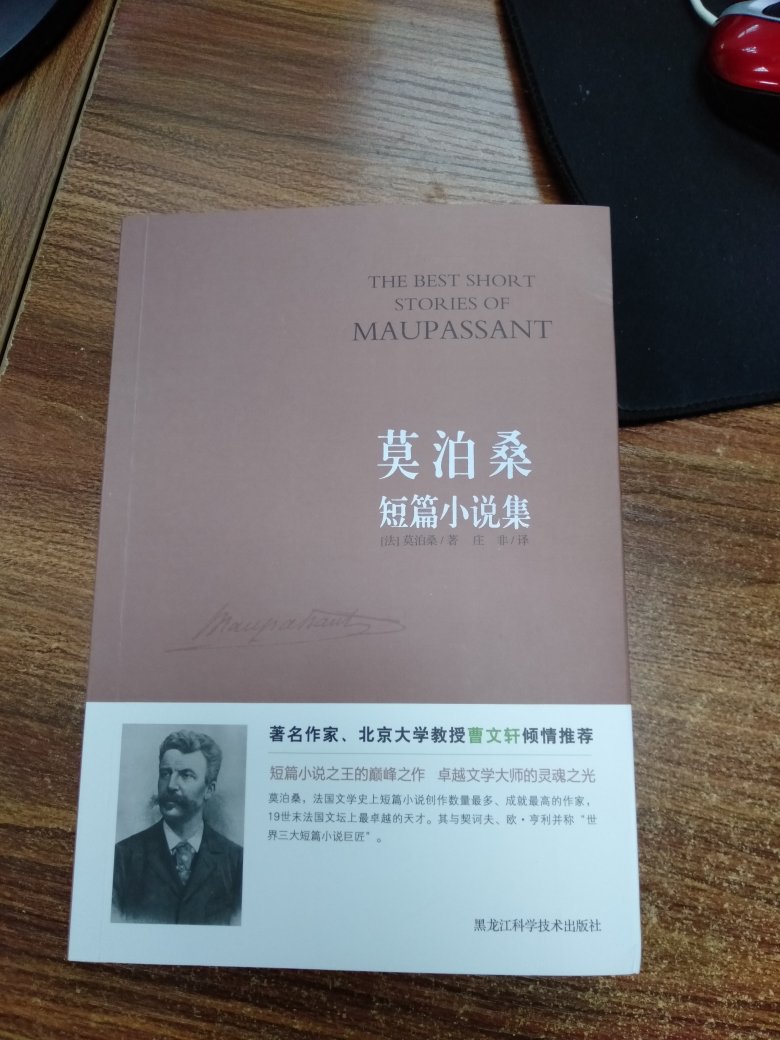 THE BEST SHORT
STORIES OF
MAUPASSANT
莫泊桑
短篇小说集
[法] 莫泊桑 / 著 庄 非 / 译
Maupassant
著名作家、北京大学教授曹文轩倾情推荐
短篇小说之王的巅峰之作 卓越文学大师的灵魂之光
莫泊桑，法国文学史上短篇小说创作数量最多、成就最高的作家，
19世末法国文坛上最卓越的天才。其与契诃夫、欧·亨利并称“世
界三大短篇小说巨匠”。
黑龙江科学技术出版社